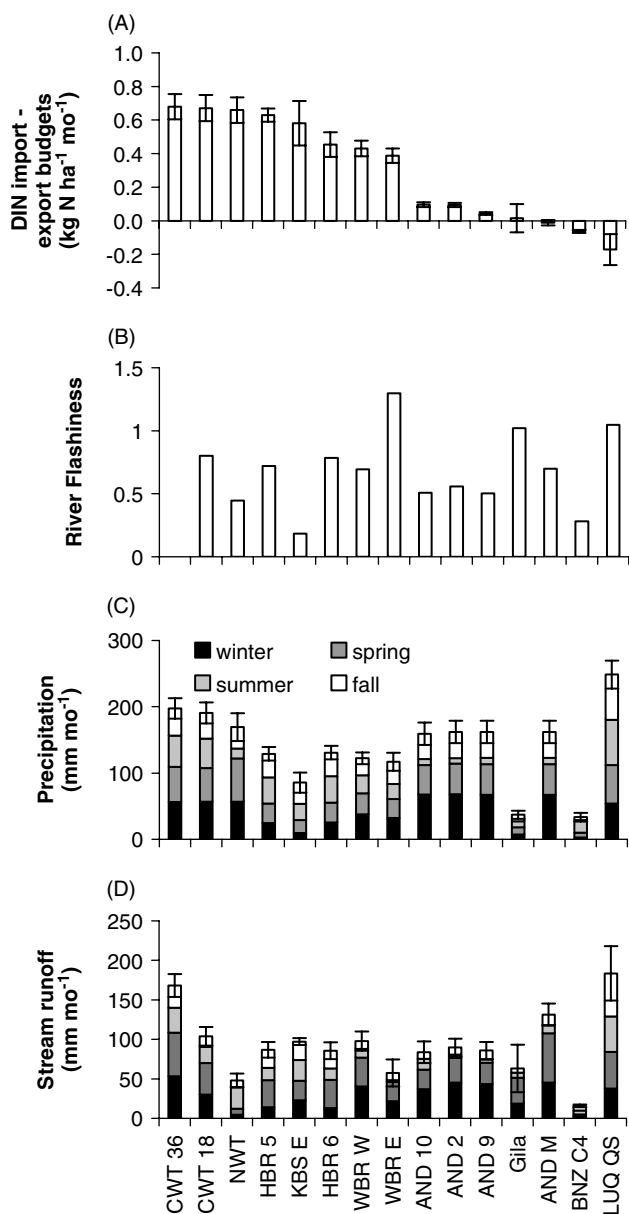 (A)
DIN import -
export budgets
(kg N ha⁻¹ mo⁻¹)
1.0
0.8
0.6
0.4
0.2
0.0
-0.2
-0.4
(B)
River Flashiness
1.5
1
0.5
0
(C)
Precipitation
(mm mo⁻¹)
300
200
100
0
winter spring
summer fall
(D)
Stream runoff
(mm mo⁻¹)
250
200
150
100
50
0
CWT 36
CWT 18
NWT
HBR 5
KBS E
HBR 6
WBR W
WBR E
AND 10
AND 2
AND 9
Gila
AND M
BNZ C4
LUQ QS